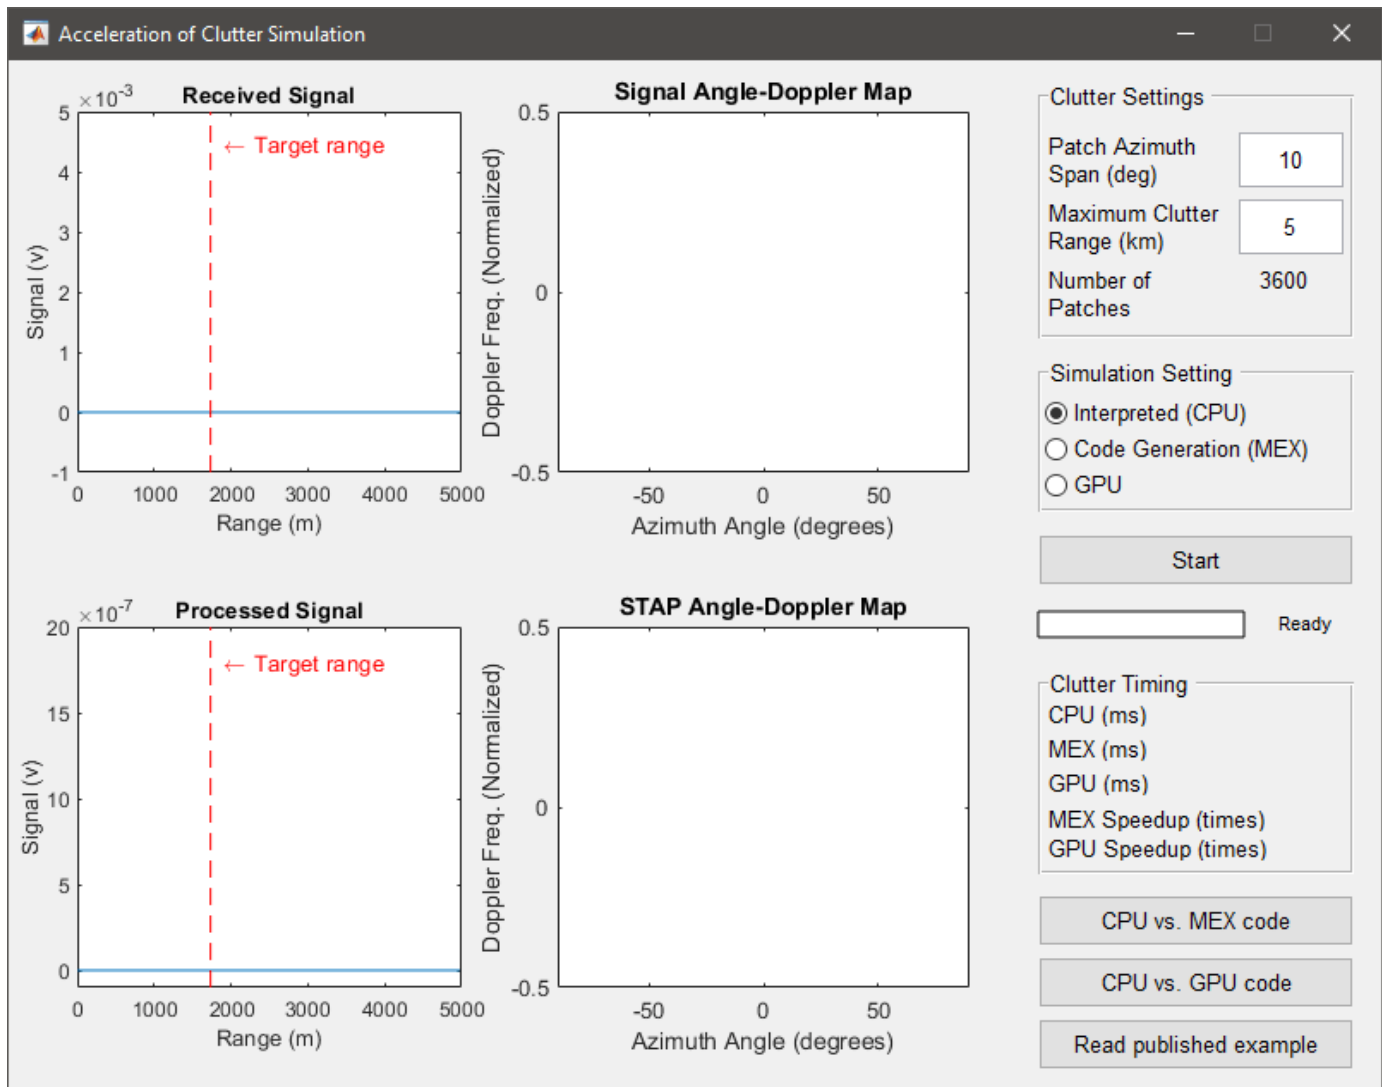 Acceleration of Clutter Simulation
×10-3
Received Signal
← Target range
5
4
3
2
1
0
-1
Signal (v)
0 1000 2000 3000 4000 5000
Range (m)
Signal Angle-Doppler Map
0.5
0
-0.5
Doppler Freq. (Normalized)
-50 0 50
Azimuth Angle (degrees)
×10-7
Processed Signal
← Target range
20
15
10
5
0
Signal (v)
0 1000 2000 3000 4000 5000
Range (m)
STAP Angle-Doppler Map
0.5
0
-0.5
Doppler Freq. (Normalized)
-50 0 50
Azimuth Angle (degrees)
Clutter Settings
Patch Azimuth
Span (deg)
10
Maximum Clutter
Range (km)
5
Number of
Patches
3600
Simulation Setting
Interpreted (CPU)
Code Generation (MEX)
GPU
Start
Ready
Clutter Timing
CPU (ms)
MEX (ms)
GPU (ms)
MEX Speedup (times)
GPU Speedup (times)
CPU vs. MEX code
CPU vs. GPU code
Read published example